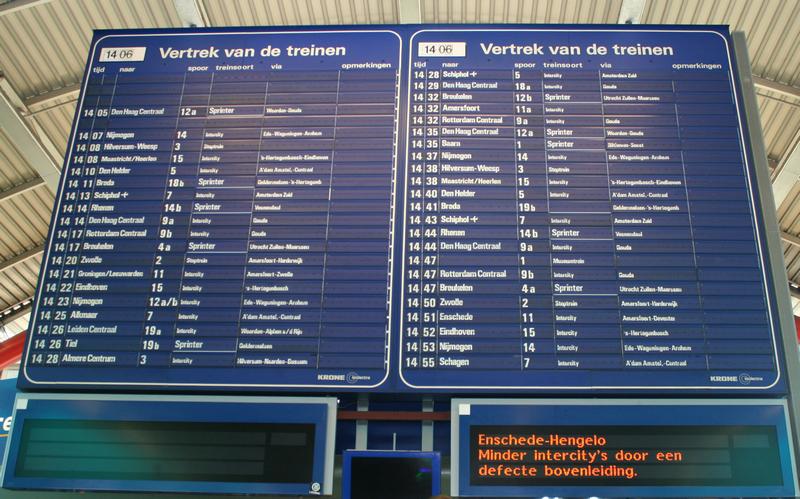 14 06 Vertrek van de treinen
tijd naar spoor treinsoort via opmerkingen
14 05 Den Haag Centraal 12a Sprinter Woerden-Gouda
14 07 Nijmegen 14 Intercity Ede-Wageningen-Arnhem
14 08 Hilversum-Weesp 3 Stoptrein
14 08 Maastricht/Heerlen 15 Intercity 's-Hertogenbosch-Eindhoven
14 10 Den Helder 5 Intercity A'dam Amstel-Centraal
14 11 Breda 18b Sprinter Geldermalsen-'s-Hertogenb
14 13 Schiphol 7 Intercity Amsterdam Zuid
14 14 Rhenen 14b Sprinter Veenendaal
14 14 Den Haag Centraal 9a Intercity Gouda
14 17 Rotterdam Centraal 9b Intercity Gouda
14 17 Breukelen 4a Sprinter Utrecht Zuilen-Maarssen
14 20 Zwolle 2 Stoptrein Amersfoort-Harderwijk
14 21 Groningen/Leeuwarden 11 Intercity Amersfoort-Zwolle
14 22 Eindhoven 15 Intercity 's-Hertogenbosch
14 23 Nijmegen 12a/b Intercity Ede-Wageningen-Arnhem
14 25 Alkmaar 7 Intercity A'dam Amstel-Centraal
14 26 Leiden Centraal 19a Intercity Woerden-Alphen a/d Rijn
14 26 Tiel 19b Sprinter Geldermalsen
14 28 Almere Centrum 3 Intercity Hilversum-Naarden-Bussum
KRONE
14 06 Vertrek van de treinen
tijd naar spoor treinsoort via opmerkingen
14 28 Schiphol 5 Intercity Amsterdam Zuid
14 29 Den Haag Centraal 18a Intercity Gouda
14 32 Breukelen 12b Sprinter Utrecht Zuilen-Maarssen
14 32 Amersfoort 11a Intercity
14 32 Rotterdam Centraal 9a Intercity Gouda
14 35 Den Haag Centraal 12a Sprinter Woerden-Gouda
14 35 Baarn 1 Sprinter Bilthoven-Soest
14 37 Nijmegen 14 Intercity Ede-Wageningen-Arnhem
14 38 Hilversum-Weesp 3 Stoptrein
14 38 Maastricht/Heerlen 15 Intercity 's-Hertogenbosch-Eindhoven
14 40 Den Helder 5 Intercity A'dam Amstel-Centraal
14 41 Breda 19b Intercity Geldermalsen-'s-Hertogenb
14 43 Schiphol 7 Intercity Amsterdam Zuid
14 44 Rhenen 14b Sprinter Veenendaal
14 44 Den Haag Centraal 9a Intercity Gouda
14 47 1 Museumtrein
14 47 Rotterdam Centraal 9b Intercity Gouda
14 47 Breukelen 4a Sprinter Utrecht Zuilen-Maarssen
14 50 Zwolle 2 Stoptrein Amersfoort-Harderwijk
14 51 Enschede 11 Intercity Amersfoort-Deventer
14 52 Eindhoven 15 Intercity 's-Hertogenbosch
14 53 Nijmegen 14 Intercity Ede-Wageningen-Arnhem
14 55 Schagen 7 Intercity A'dam Amstel-Centraal
KRONE
Enschede-Hengelo
Minder intercity's door een
defecte bovenleiding.